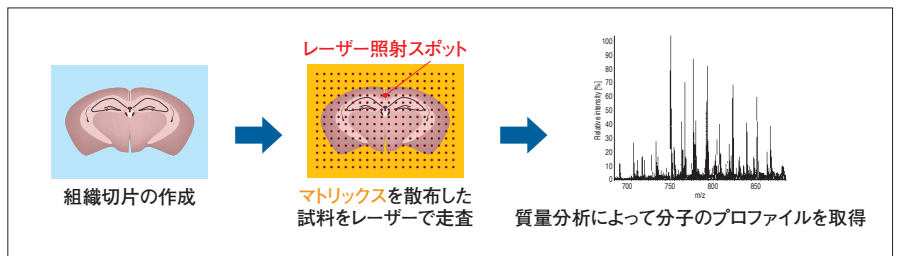 組織切片の作成
レーザー照射スポット
マトリックスを散布した
試料をレーザーで走査
Relative intensity [%]
100
90
80
70
60
50
40
30
20
10
0
700 750 800 850
m/z
質量分析によって分子のプロファイルを取得